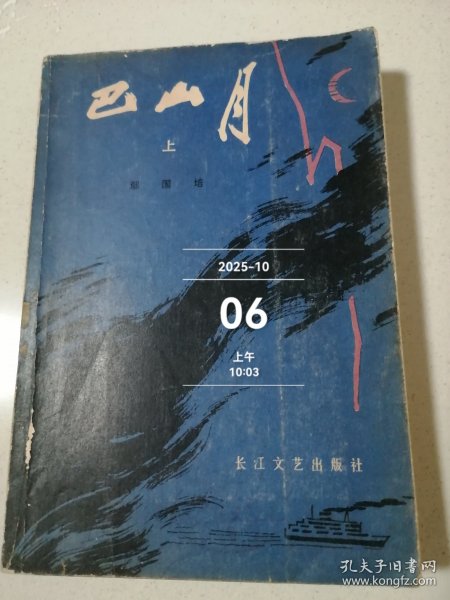 巴山月
上
鄢国培
2025-10
06
上午
10:03
长江文艺出版社
孔夫子旧书网
www.kongfz.com